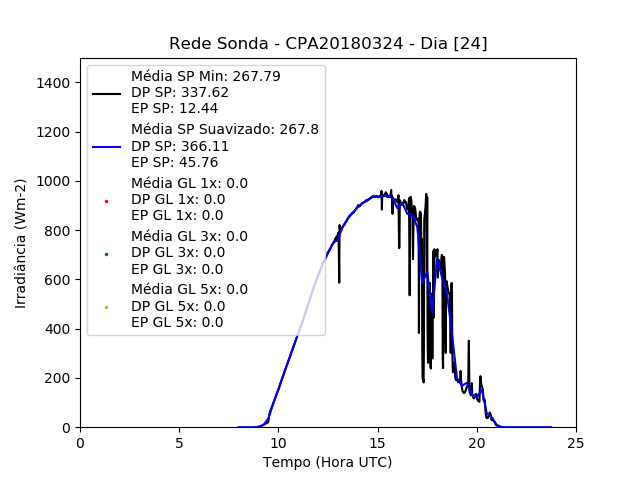 Rede Sonda - CPA20180324 - Dia [24]
Média SP Min: 267.79
DP SP: 337.62
EP SP: 12.44
Média SP Suavizado: 267.8
DP SP: 366.11
EP SP: 45.76
Média GL 1x: 0.0
DP GL 1x: 0.0
EP GL 1x: 0.0
Média GL 3x: 0.0
DP GL 3x: 0.0
EP GL 3x: 0.0
Média GL 5x: 0.0
DP GL 5x: 0.0
EP GL 5x: 0.0
Irradiância (Wm-2)
1400
1200
1000
800
600
400
200
0
0 5 10 15 20 25
Tempo (Hora UTC)